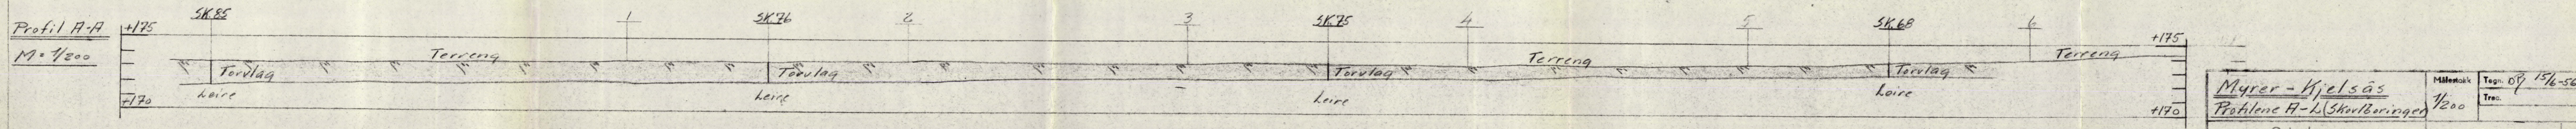 Profil A-A
M= 1/200
+175
+170
SK.85
1
SK.76
2
3
SK.75
4
5
SK.68
6
Terreng
Terreng
Terreng
Torvlag
Torvlag
Torvlag
Torvlag
Leire
Leire
Leire
Leire
+175
+170
Myrer - Kjelsås
Profilene A-L (Skovlboringer)
Målestokk
1/200
Tegn. 15/6-56
Trac.